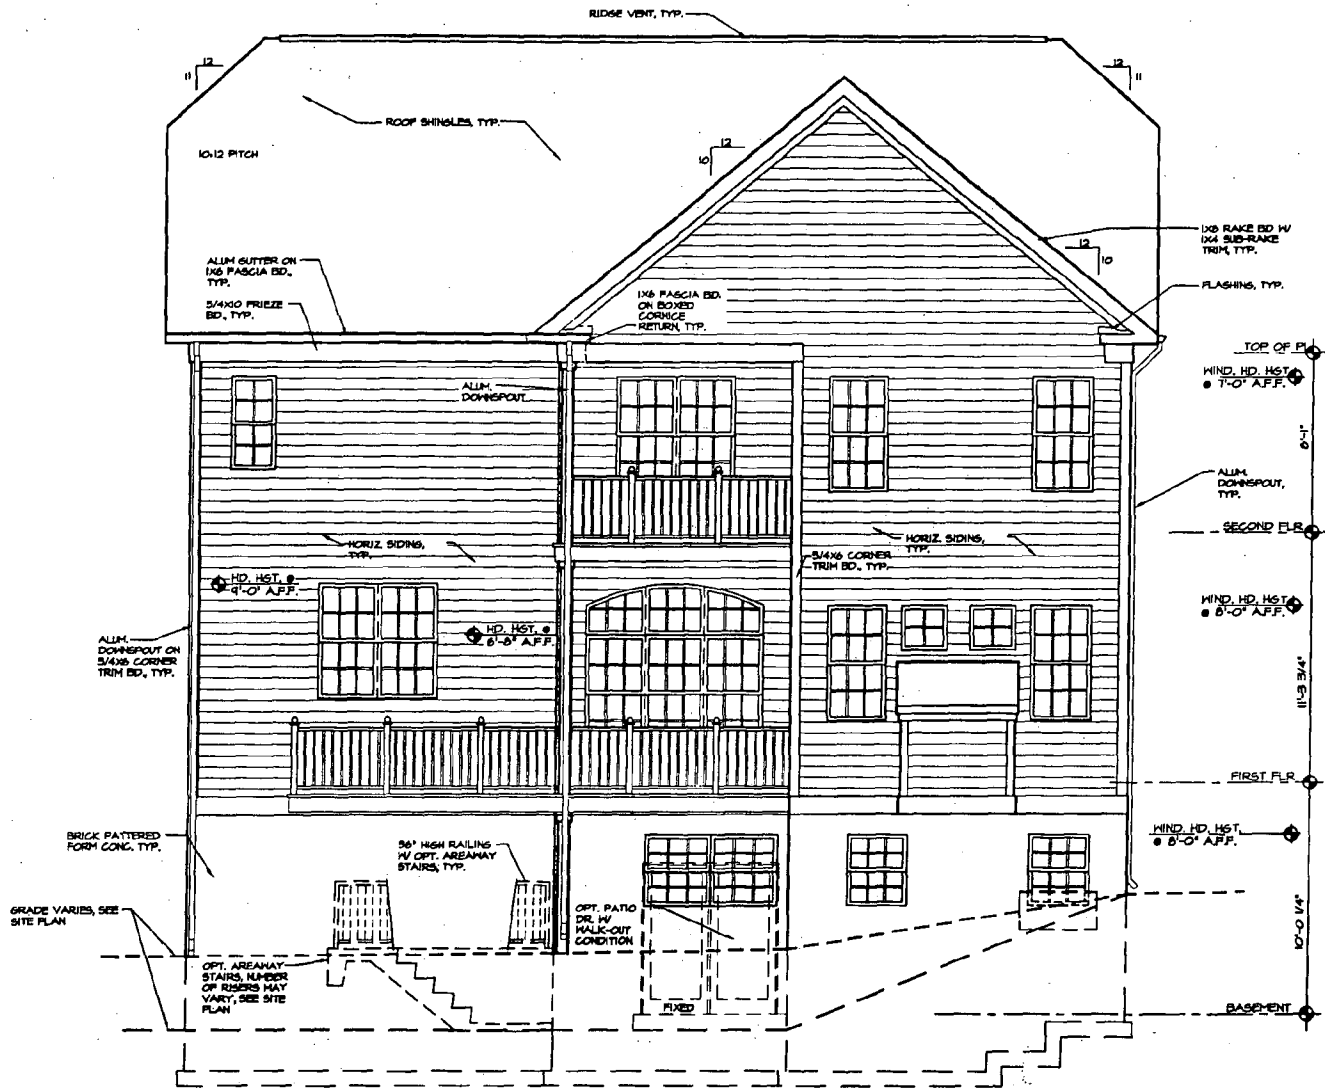 RIDGE VENT, TYP.
12
11
12
11
ROOF SHINGLES, TYP.
10:12 PITCH
12
10
1X8 RAKE BD W/
1X4 SUB-RAKE
TRIM, TYP.
12
10
ALUM GUTTER ON
1X6 FASCIA BD.,
TYP.
5/4X10 FRIEZE
BD., TYP.
1X6 FASCIA BD.
ON BOXED
CORNICE
RETURN, TYP.
FLASHING, TYP.
TOP OF PL
WIND. HD. HGT.
@ 7'-0" A.F.F.
ALUM.
DOWNSPOUT
8'-1"
ALUM.
DOWNSPOUT,
TYP.
SECOND FLR
HORIZ. SIDING,
TYP.
HORIZ. SIDING,
TYP.
5/4X6 CORNER
TRIM BD., TYP.
HD. HGT. @
9'-0" A.F.F.
WIND. HD. HGT.
@ 8'-0" A.F.F.
HD. HGT. @
6'-8" A.F.F.
ALUM.
DOWNSPOUT ON
5/4X6 CORNER
TRIM BD., TYP.
11'-8 3/4"
FIRST FLR
BRICK PATTERED
FORM CONC. TYP.
36" HIGH RAILING
W/ OPT. AREAWAY
STAIRS, TYP.
WIND. HD. HGT.
@ 8'-0" A.F.F.
GRADE VARIES, SEE
SITE PLAN
OPT. PATIO
DR. W/
WALK-OUT
CONDITION
10'-0 1/4"
OPT. AREAWAY
STAIRS, NUMBER
OF RISERS MAY
VARY, SEE SITE
PLAN
FIXED
BASEMENT